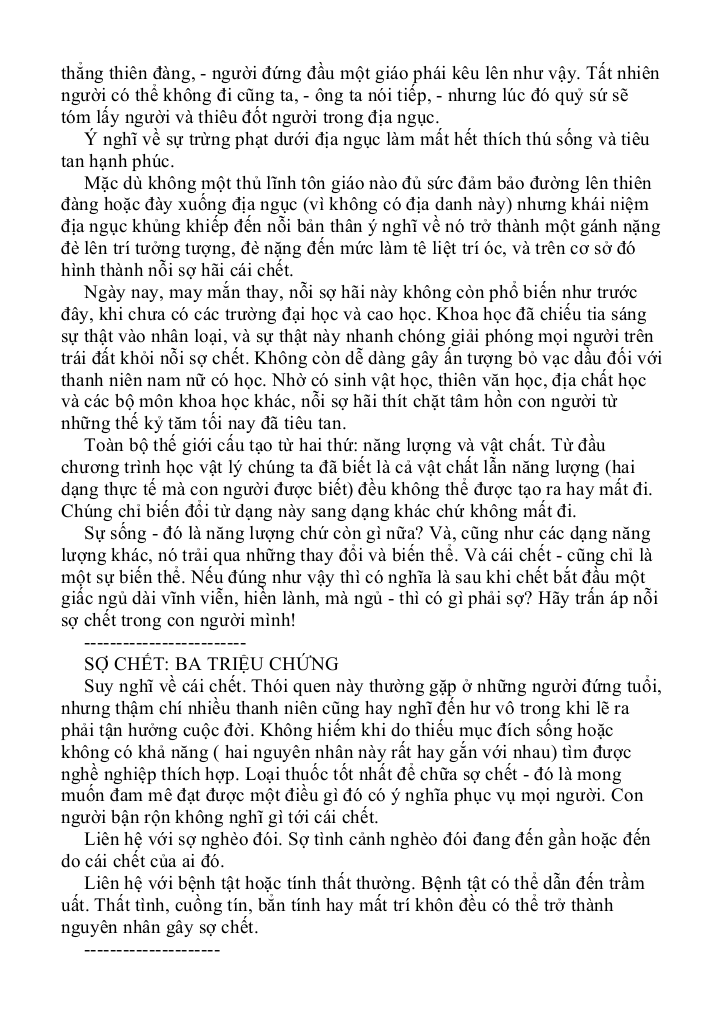 thẳng thiên đàng, - người đứng đầu một giáo phái kêu lên như vậy. Tất nhiên
người có thể không đi cũng ta, - ông ta nói tiếp, - nhưng lúc đó quỷ sứ sẽ
tóm lấy người và thiêu đốt người trong địa ngục.
Ý nghĩ về sự trừng phạt dưới địa ngục làm mất hết thích thú sống và tiêu
tan hạnh phúc.
Mặc dù không một thủ lĩnh tôn giáo nào đủ sức đảm bảo đường lên thiên
đàng hoặc đày xuống địa ngục (vì không có địa danh này) nhưng khái niệm
địa ngục khủng khiếp đến nỗi bản thân ý nghĩ về nó trở thành một gánh nặng
đè lên trí tưởng tượng, đè nặng đến mức làm tê liệt trí óc, và trên cơ sở đó
hình thành nỗi sợ hãi cái chết.
Ngày nay, may mắn thay, nỗi sợ hãi này không còn phổ biến như trước
đây, khi chưa có các trường đại học và cao học. Khoa học đã chiếu tia sáng
sự thật vào nhân loại, và sự thật này nhanh chóng giải phóng mọi người trên
trái đất khỏi nỗi sợ chết. Không còn dễ dàng gây ấn tượng bỏ vạc dầu đối với
thanh niên nam nữ có học. Nhờ có sinh vật học, thiên văn học, địa chất học
và các bộ môn khoa học khác, nỗi sợ hãi thít chặt tâm hồn con người từ
những thế kỷ tăm tối nay đã tiêu tan.
Toàn bộ thế giới cấu tạo từ hai thứ: năng lượng và vật chất. Từ đầu
chương trình học vật lý chúng ta đã biết là cả vật chất lẫn năng lượng (hai
dạng thực tế mà con người được biết) đều không thể được tạo ra hay mất đi.
Chúng chỉ biến đổi từ dạng này sang dạng khác chứ không mất đi.
Sự sống - đó là năng lượng chứ còn gì nữa? Và, cũng như các dạng năng
lượng khác, nó trải qua những thay đổi và biến thể. Và cái chết - cũng chỉ là
một sự biến thể. Nếu đúng như vậy thì có nghĩa là sau khi chết bắt đầu một
giấc ngủ dài vĩnh viễn, hiền lành, mà ngủ - thì có gì phải sợ? Hãy trấn áp nỗi
sợ chết trong con người mình!
-------------------------
SỢ CHẾT: BA TRIỆU CHỨNG
Suy nghĩ về cái chết. Thói quen này thường gặp ở những người đứng tuổi,
nhưng thậm chí nhiều thanh niên cũng hay nghĩ đến hư vô trong khi lẽ ra
phải tận hưởng cuộc đời. Không hiếm khi do thiếu mục đích sống hoặc
không có khả năng ( hai nguyên nhân này rất hay gắn với nhau) tìm được
nghề nghiệp thích hợp. Loại thuốc tốt nhất để chữa sợ chết - đó là mong
muốn đam mê đạt được một điều gì đó có ý nghĩa phục vụ mọi người. Con
người bận rộn không nghĩ gì tới cái chết.
Liên hệ với sợ nghèo đói. Sợ tình cảnh nghèo đói đang đến gần hoặc đến
do cái chết của ai đó.
Liên hệ với bệnh tật hoặc tính thất thường. Bệnh tật có thể dẫn đến trầm
uất. Thất tình, cuồng tín, bẳn tính hay mất trí khôn đều có thể trở thành
nguyên nhân gây sợ chết.
---------------------